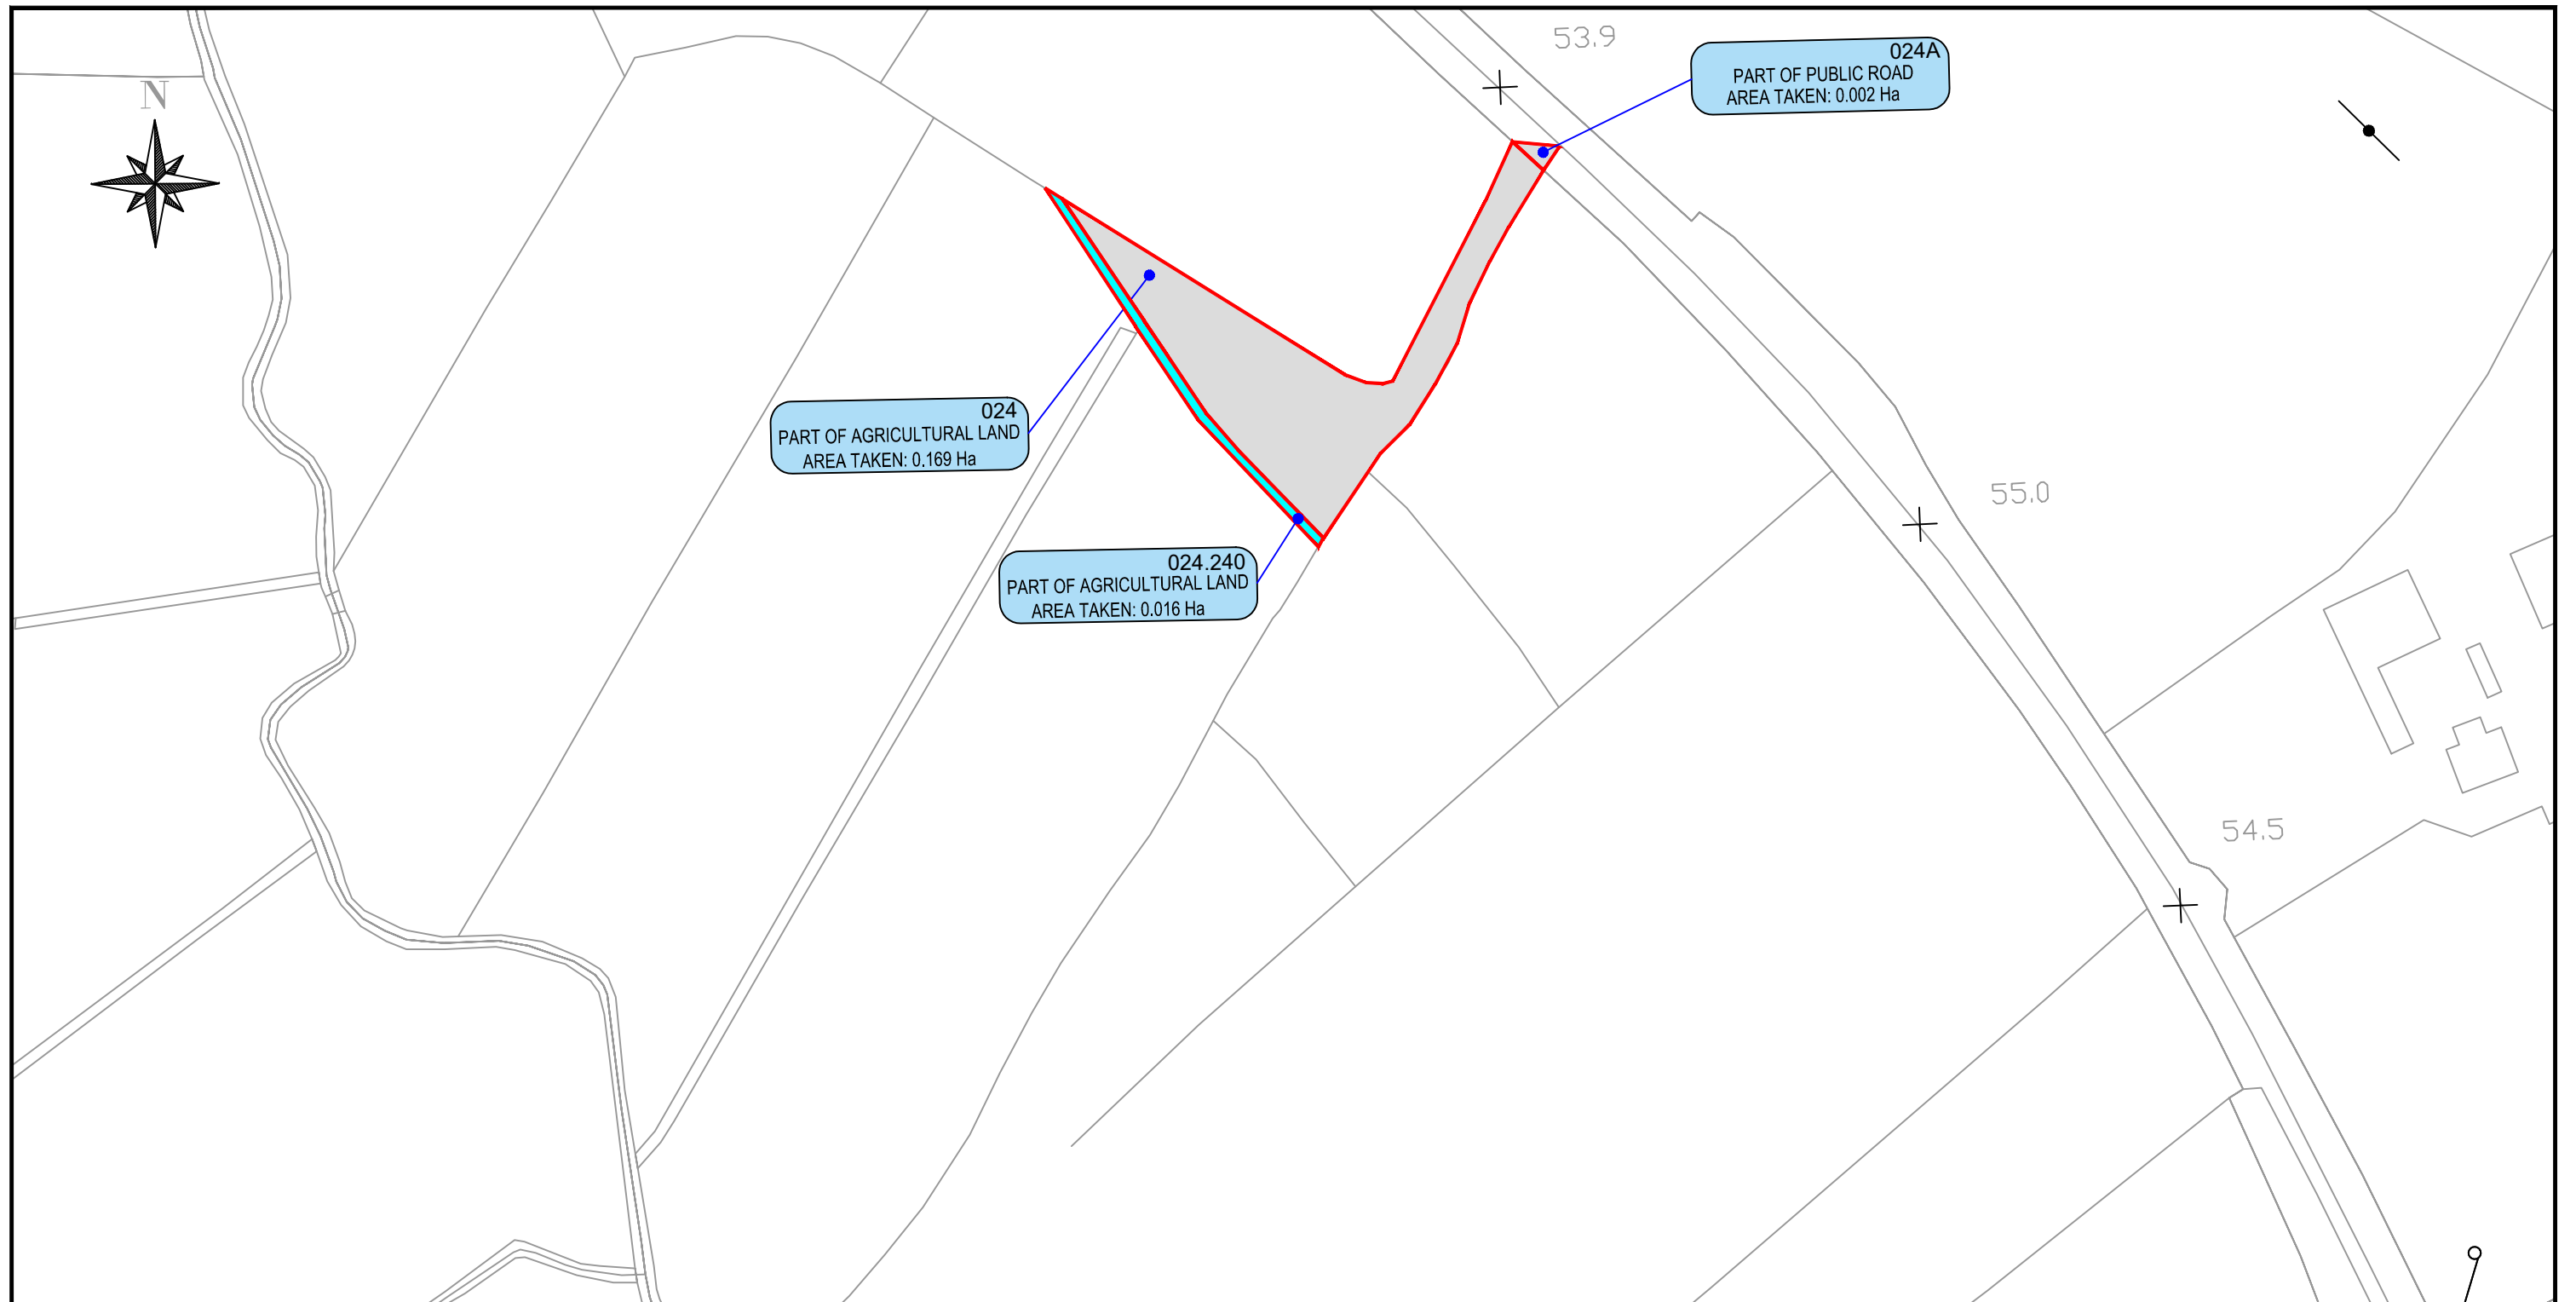 53.9
024A
PART OF PUBLIC ROAD
AREA TAKEN: 0.002 Ha
N
024
PART OF AGRICULTURAL LAND
AREA TAKEN: 0.169 Ha
55.0
024.240
PART OF AGRICULTURAL LAND
AREA TAKEN: 0.016 Ha
54.5